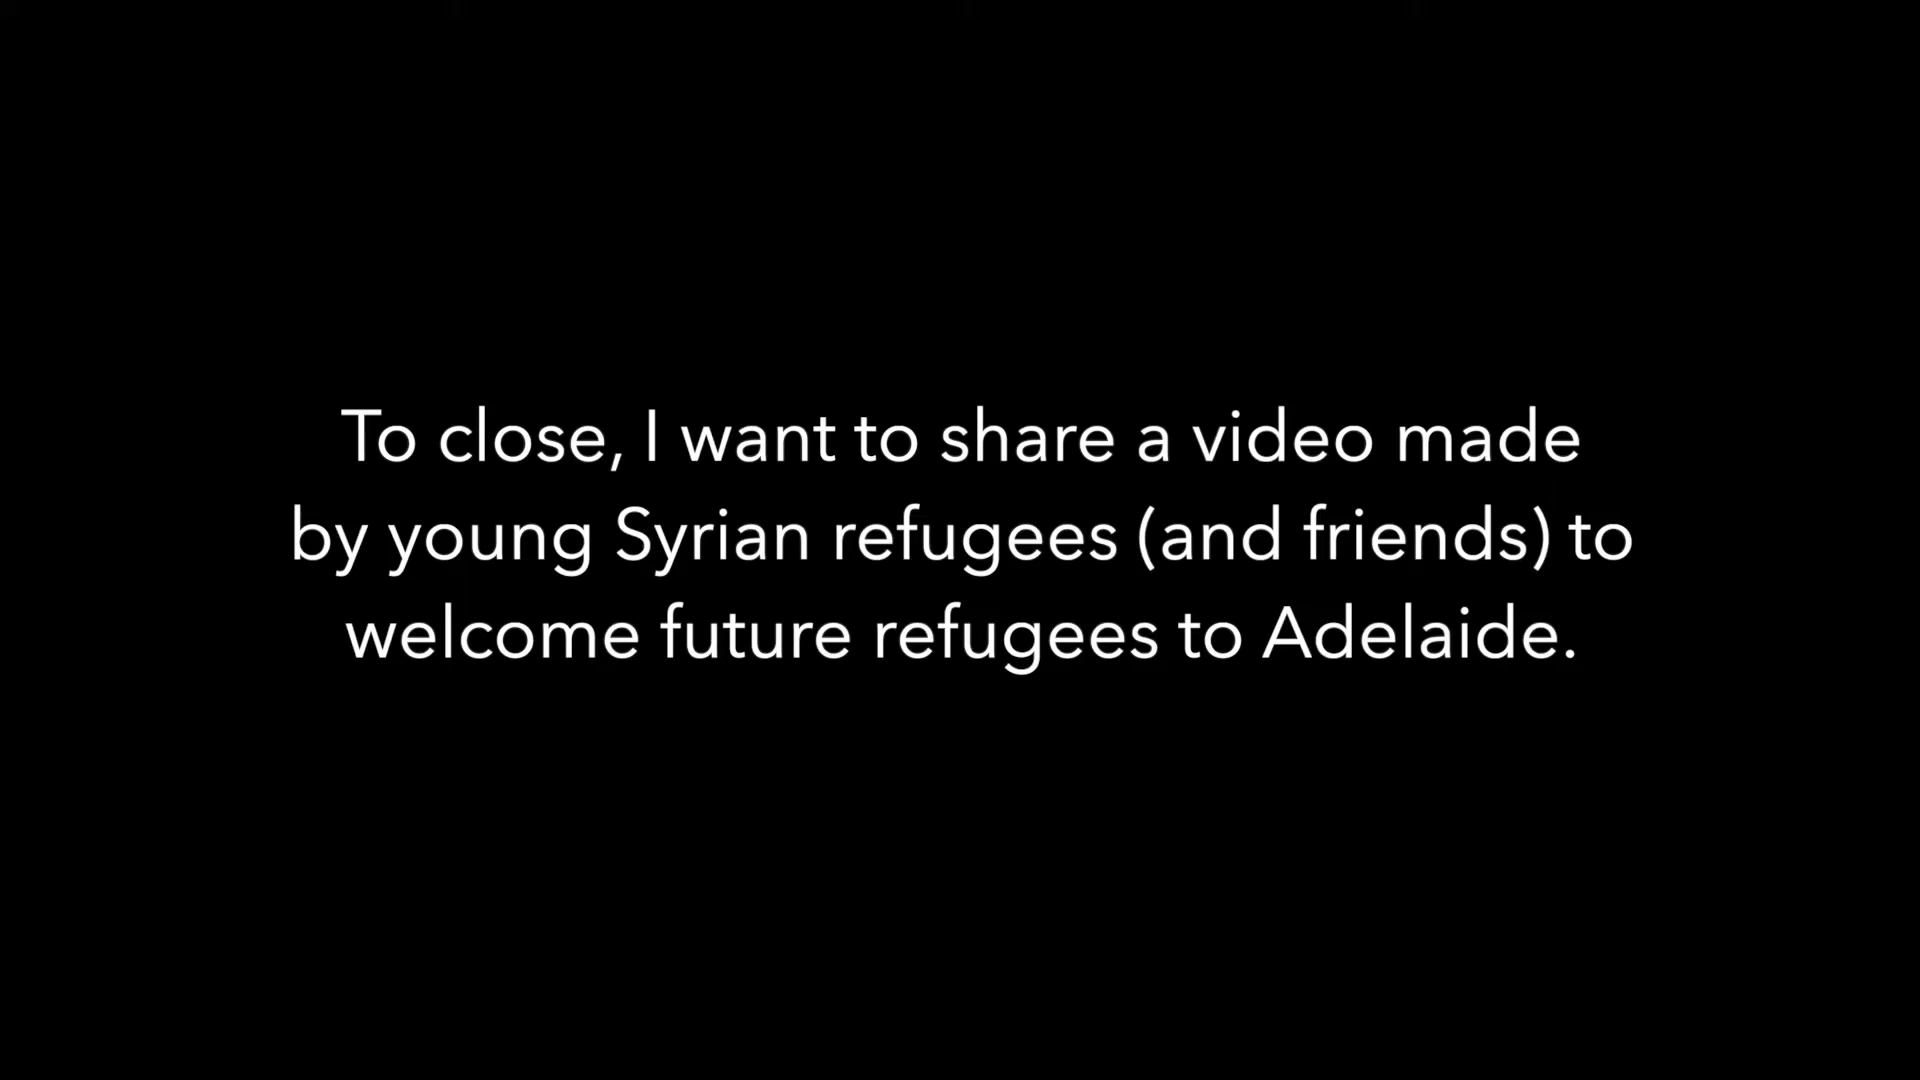 To close, I want to share a video made
by young Syrian refugees (and friends) to
welcome future refugees to Adelaide.